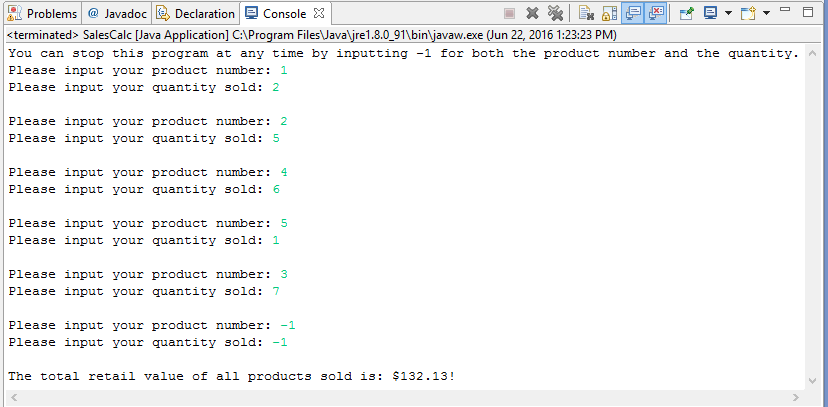 Problems @ Javadoc Declaration Console
<terminated> SalesCalc [Java Application] C:\Program Files\Java\jre1.8.0_91\bin\javaw.exe (Jun 22, 2016 1:23:23 PM)
You can stop this program at any time by inputting -1 for both the product number and the quantity.
Please input your product number: 1
Please input your quantity sold: 2
Please input your product number: 2
Please input your quantity sold: 5
Please input your product number: 4
Please input your quantity sold: 6
Please input your product number: 5
Please input your quantity sold: 1
Please input your product number: 3
Please input your quantity sold: 7
Please input your product number: -1
Please input your quantity sold: -1
The total retail value of all products sold is: $132.13!